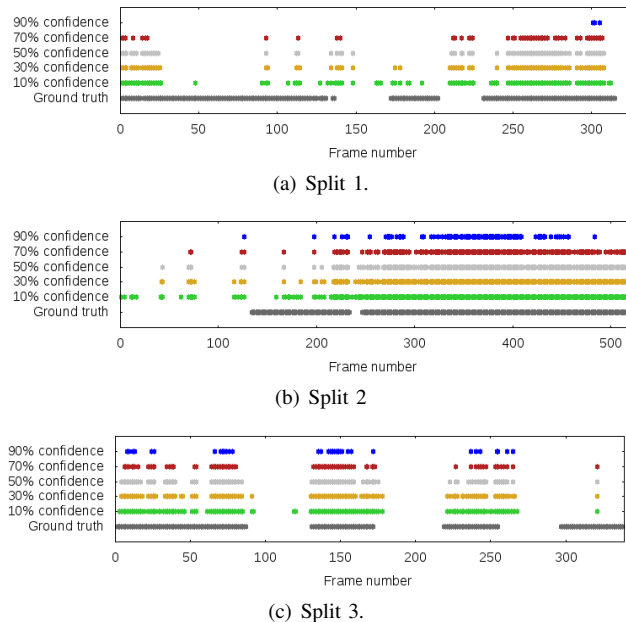 90% confidence
70% confidence
50% confidence
30% confidence
10% confidence
Ground truth
0 50 100 150 200 250 300
Frame number
(a) Split 1.
90% confidence
70% confidence
50% confidence
30% confidence
10% confidence
Ground truth
0 100 200 300 400 500
Frame number
(b) Split 2
90% confidence
70% confidence
50% confidence
30% confidence
10% confidence
Ground truth
0 50 100 150 200 250 300
Frame number
(c) Split 3.